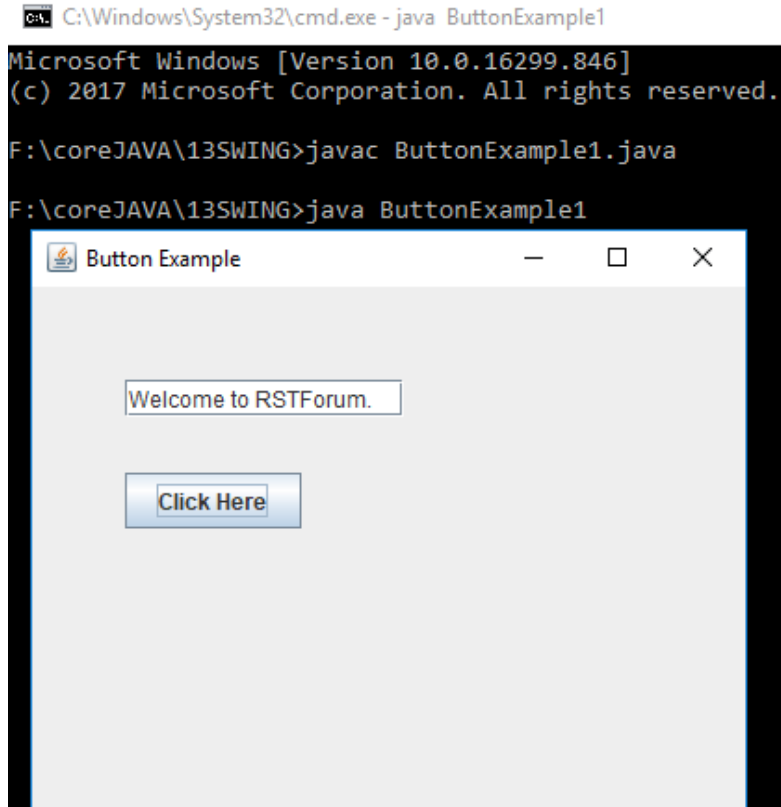 C:\Windows\System32\cmd.exe - java  ButtonExample1
Microsoft Windows [Version 10.0.16299.846]
(c) 2017 Microsoft Corporation. All rights reserved.
F:\coreJAVA\13SWING>javac ButtonExample1.java
F:\coreJAVA\13SWING>java ButtonExample1
Button Example
Welcome to RSTForum.
Click Here